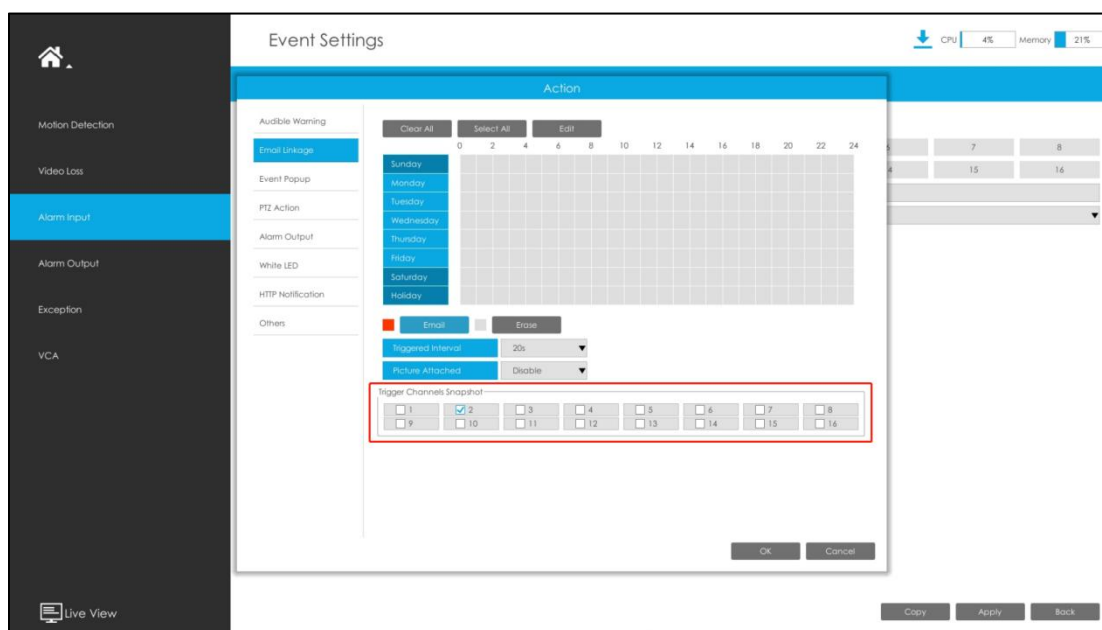 Event Settings
CPU 4% Memory 21%
Motion Detection
Video Loss
Alarm Input
Alarm Output
Exception
VCA
Live View
Action
Audible Warning
Email Linkage
Event Popup
PTZ Action
Alarm Output
White LED
HTTP Notification
Others
Clear All Select All Edit
0 2 4 6 8 10 12 14 16 18 20 22 24
Sunday
Monday
Tuesday
Wednesday
Thursday
Friday
Saturday
Holiday
Email Erase
Triggered Interval 20s
Picture Attached Disable
Trigger Channels Snapshot
1 2 3 4 5 6 7 8
9 10 11 12 13 14 15 16
OK Cancel
7 8
15 16
Copy Apply Back